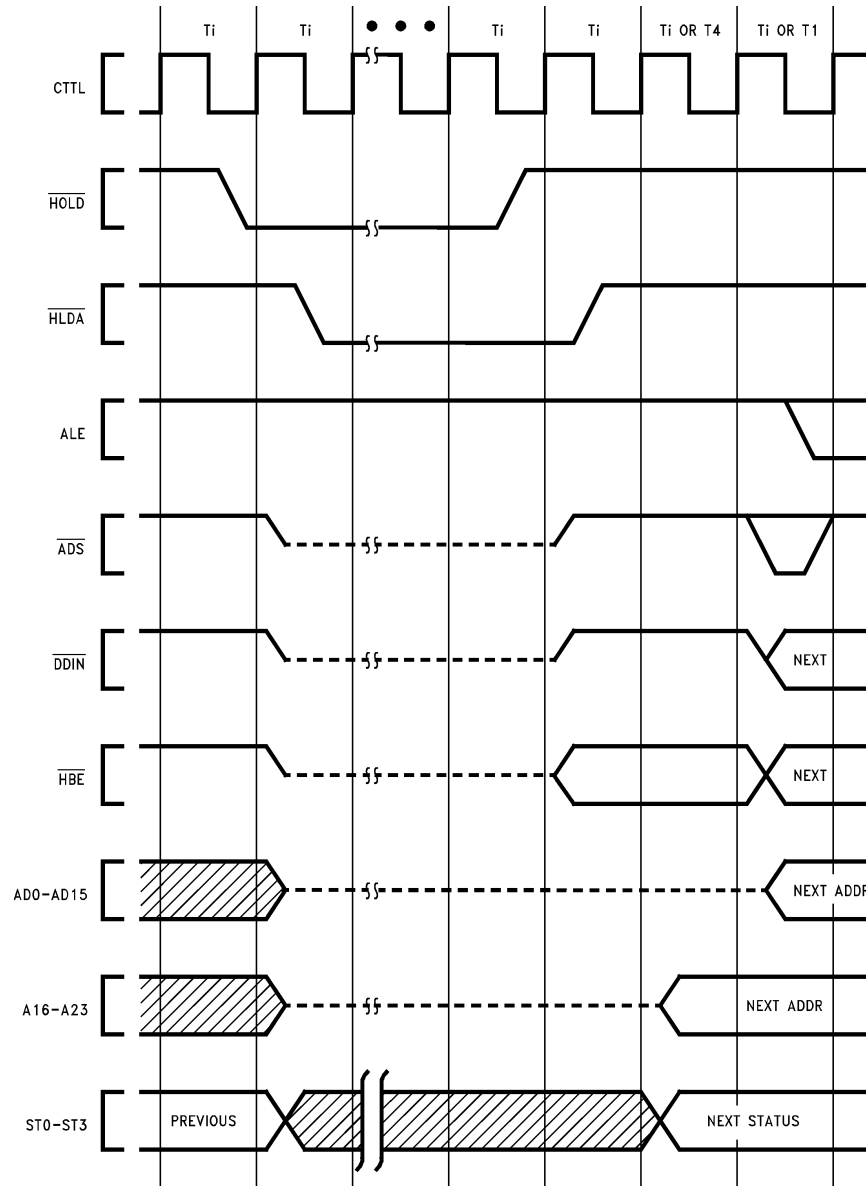 Ti Ti • • • Ti Ti Ti OR T4 Ti OR T1
CTTL
HOLD
HLDA
ALE
ADS
DDIN NEXT
HBE NEXT
AD0-AD15 NEXT ADDR
A16-A23 NEXT ADDR
ST0-ST3 PREVIOUS NEXT STATUS